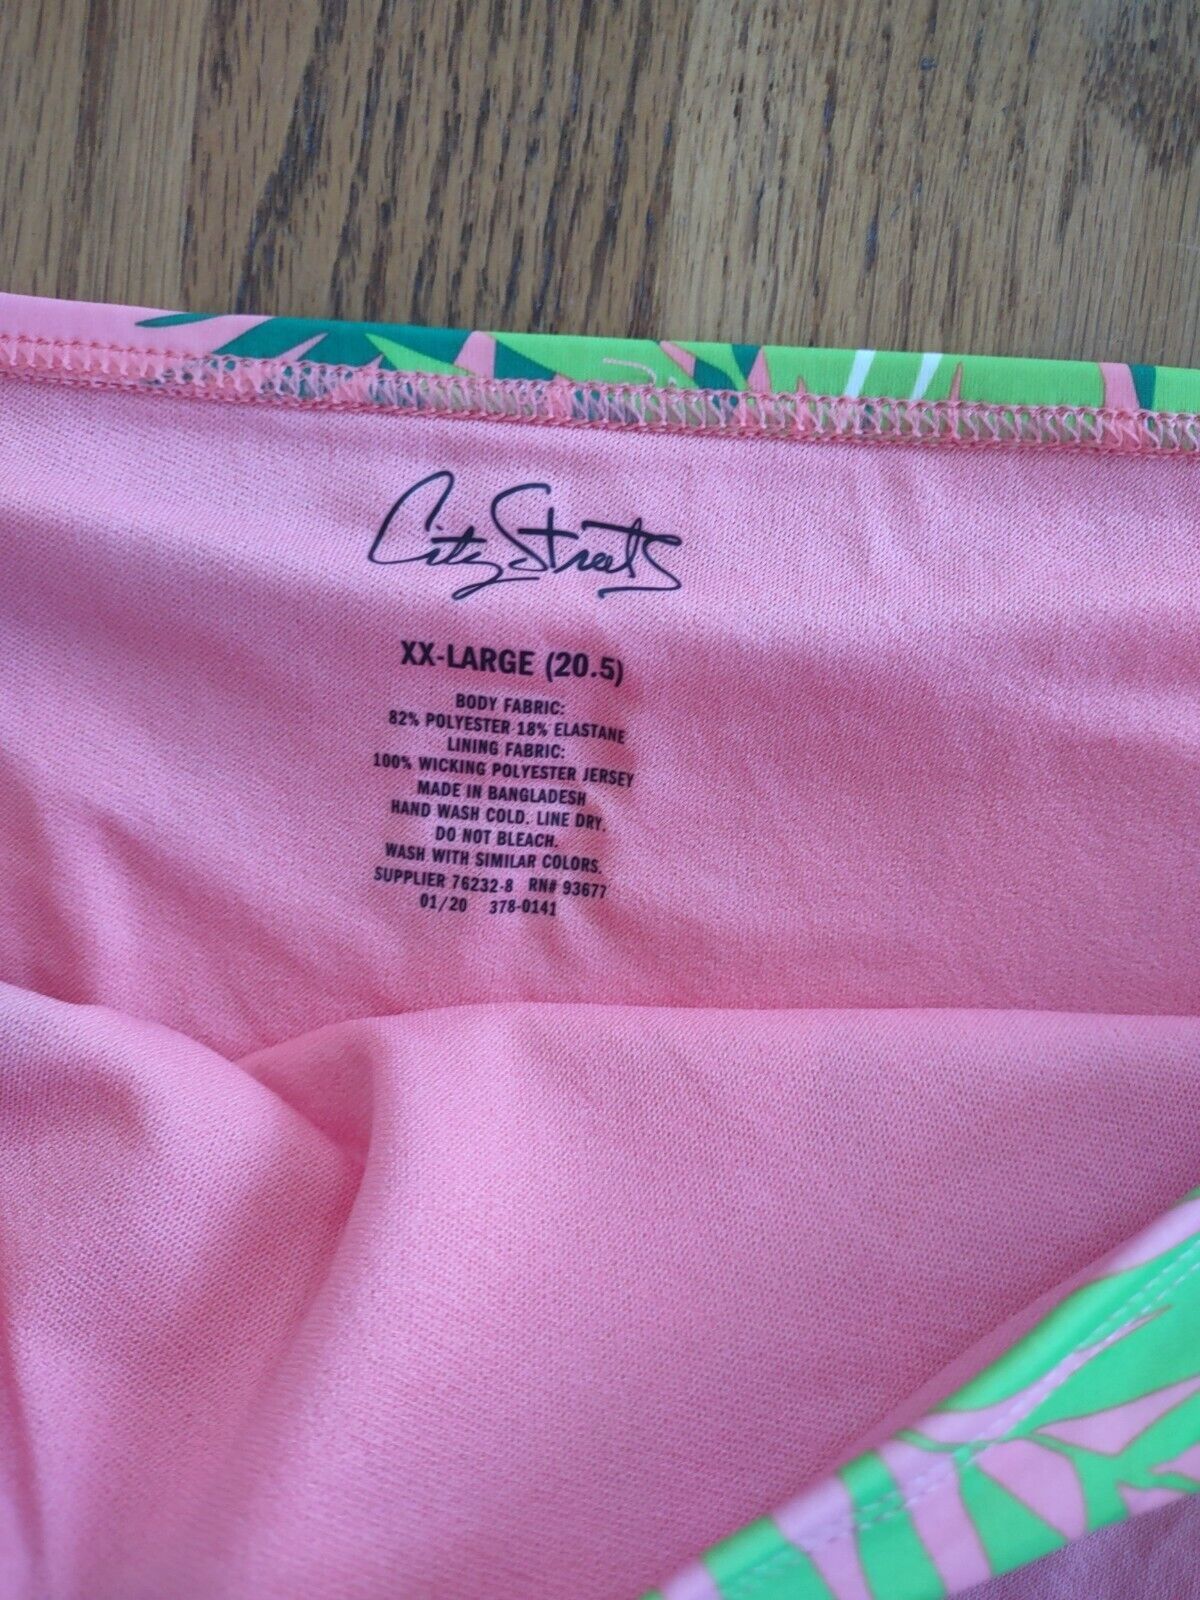 City Streets
XX-LARGE (20.5)
BODY FABRIC:
82% POLYESTER 18% ELASTANE
LINING FABRIC:
100% WICKING POLYESTER JERSEY
MADE IN BANGLADESH
HAND WASH COLD. LINE DRY.
DO NOT BLEACH.
WASH WITH SIMILAR COLORS.
SUPPLIER 76232-8 RN# 93677
01/20 378-0141